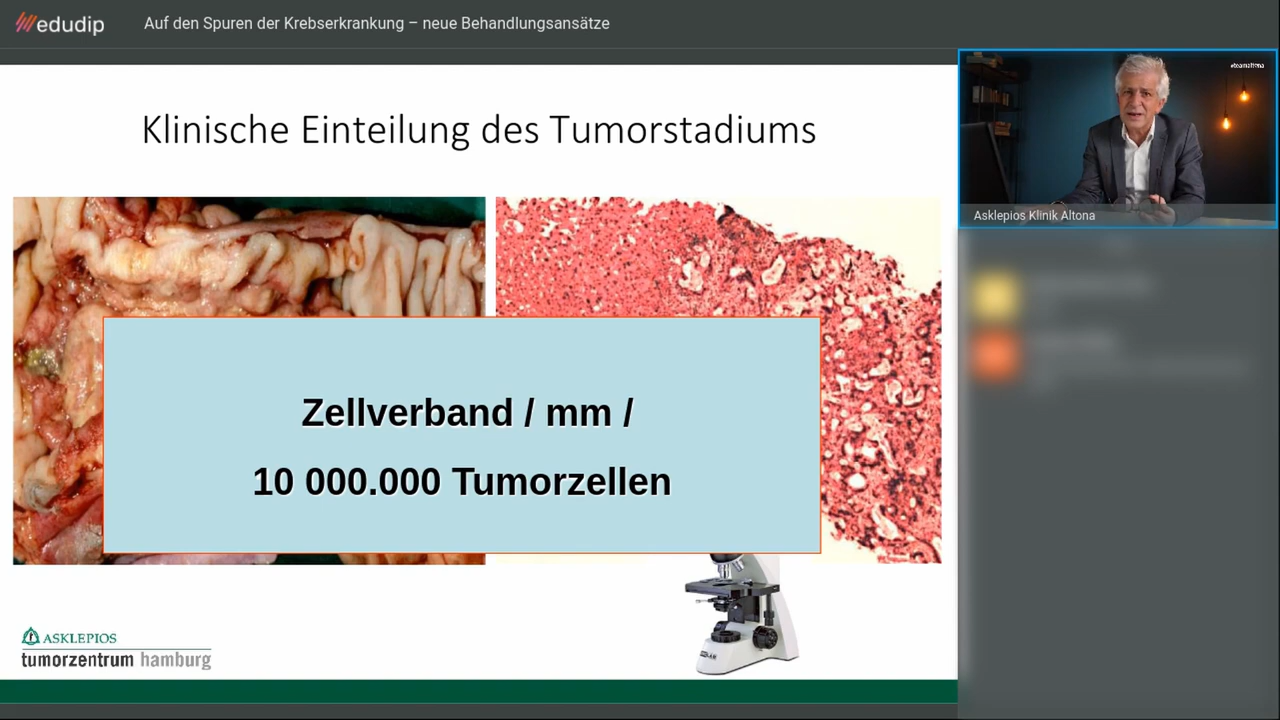 edudip
Auf den Spuren der Krebserkrankung – neue Behandlungsansätze
Klinische Einteilung des Tumorstadiums
Zellverband / mm /
10 000.000 Tumorzellen
ASKLEPIOS
tumorzentrum hamburg
#teamaltona
Asklepios Klinik Altona